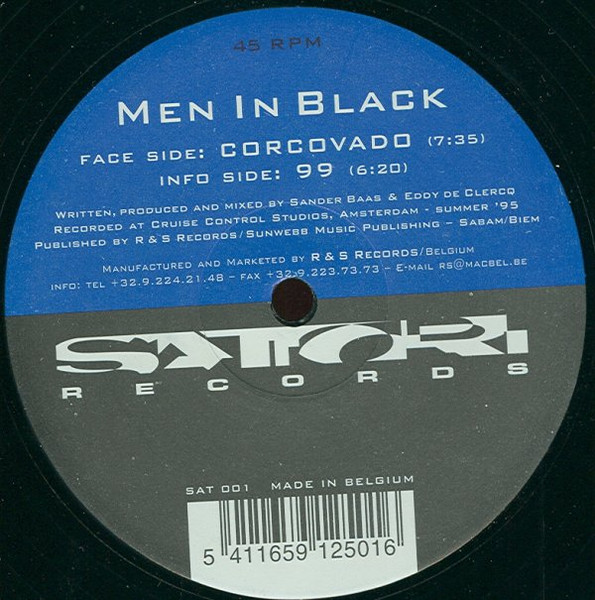 45 RPM
MEN IN BLACK
FACE SIDE: CORCOVADO (7:35)
INFO SIDE: 99 (6:20)
WRITTEN, PRODUCED AND MIXED BY SANDER BAAS & EDDY DE CLERCQ
RECORDED AT CRUISE CONTROL STUDIOS, AMSTERDAM - SUMMER '95
PUBLISHED BY R & S RECORDS/SUNWEBB MUSIC PUBLISHING – SABAM/BIEM
MANUFACTURED AND MARKETED BY R & S RECORDS/BELGIUM
INFO: TEL +32.9.224.21.48 – FAX +32.9.223.73.73 – E-MAIL RS@MACBEL.BE
SATORI
RECORDS
SAT 001 MADE IN BELGIUM
5 411659 125016